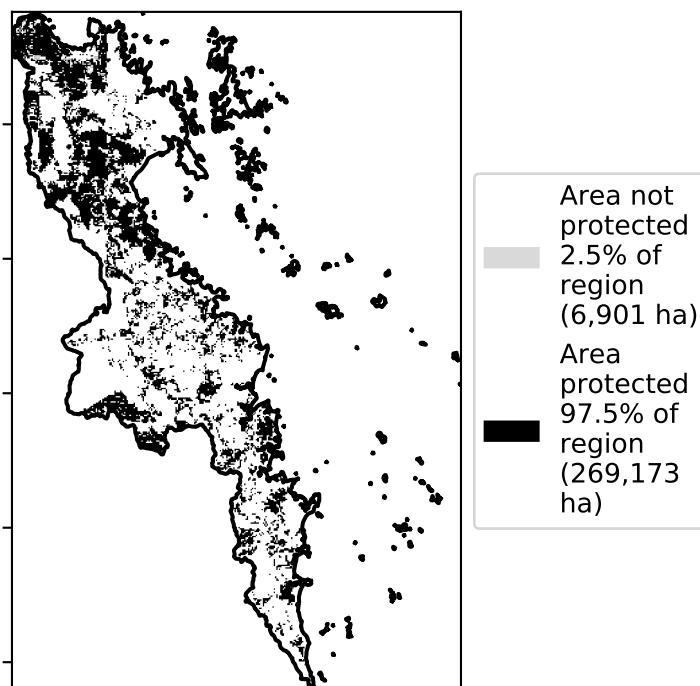 Area not
protected
2.5% of
region
(6,901 ha)
Area
protected
97.5% of
region
(269,173
ha)